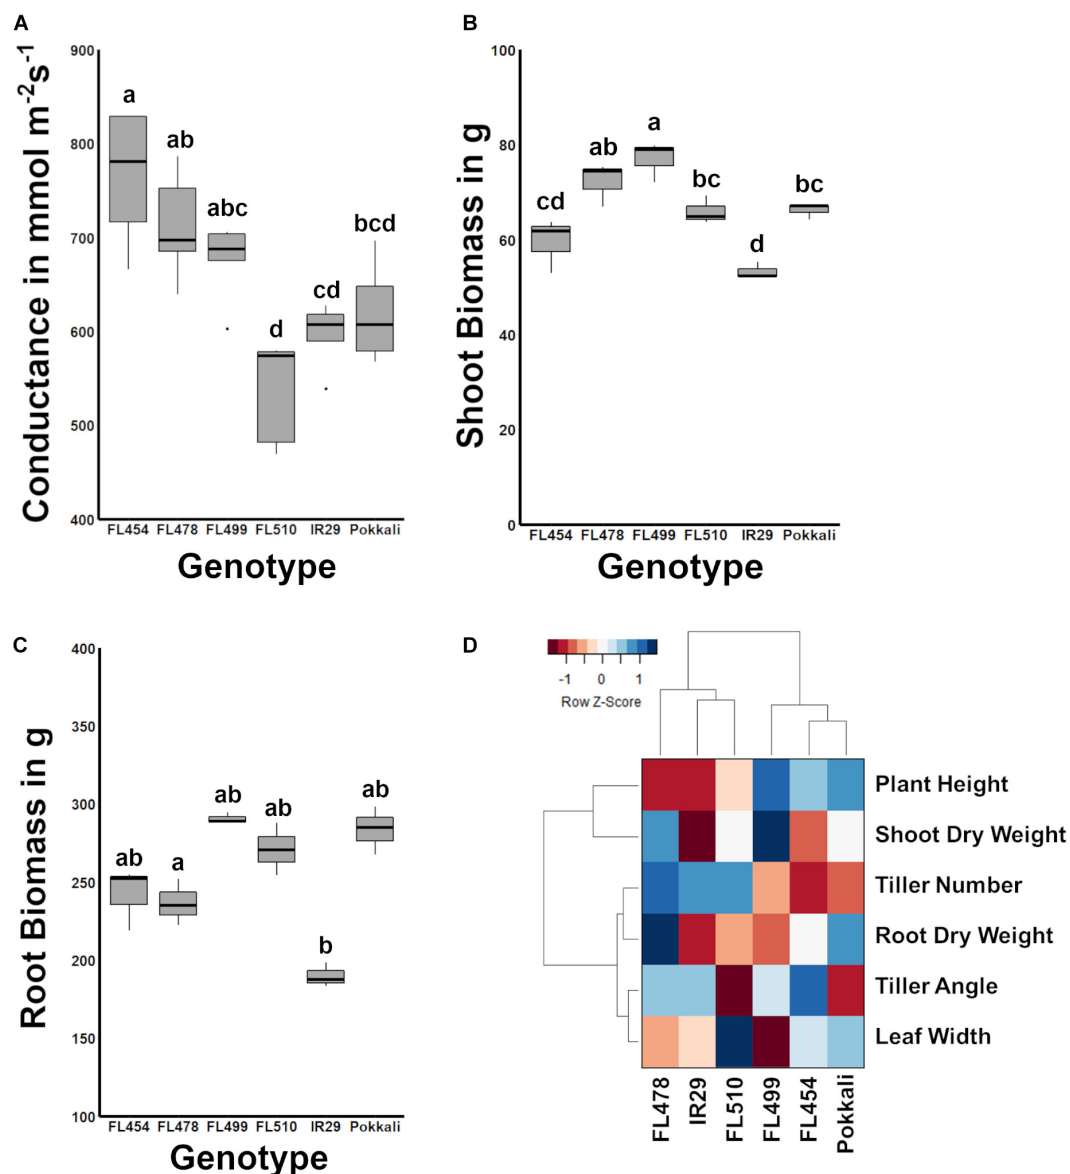 A
Conductance in mmol m⁻²s⁻¹
900
800
700
600
500
400
a
ab
abc
d
cd
bcd
FL454 FL478 FL499 FL510 IR29 Pokkali
Genotype
B
Shoot Biomass in g
100
80
60
40
20
0
cd
ab
a
bc
d
bc
FL454 FL478 FL499 FL510 IR29 Pokkali
Genotype
C
Root Biomass in g
400
350
300
250
200
150
100
ab
a
ab
ab
b
ab
FL454 FL478 FL499 FL510 IR29 Pokkali
Genotype
D
-1 0 1
Row Z-Score
Plant Height
Shoot Dry Weight
Tiller Number
Root Dry Weight
Tiller Angle
Leaf Width
FL478
IR29
FL510
FL499
FL454
Pokkali